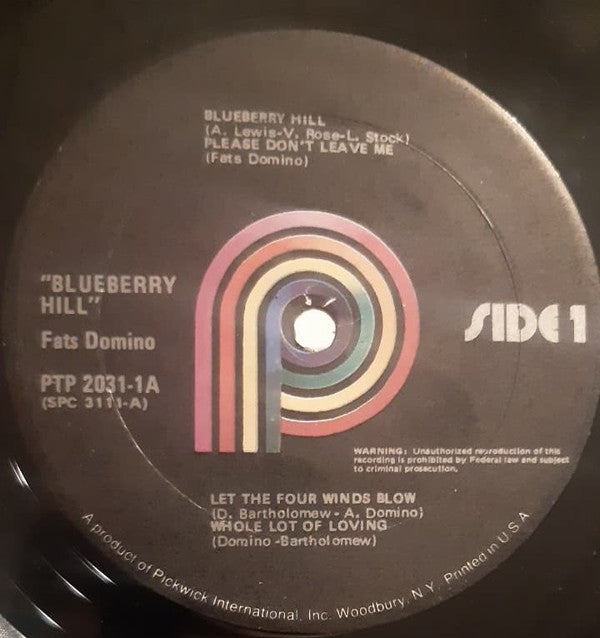 BLUEBERRY HILL
(A. Lewis-V. Rose-L. Stock)
PLEASE DON'T LEAVE ME
(Fats Domino)
"BLUEBERRY
HILL"
Fats Domino
PTP 2031-1A
(SPC 3111-A)
SIDE 1
WARNING: Unauthorized reproduction of this
recording is prohibited by Federal law and subject
to criminal prosecution.
LET THE FOUR WINDS BLOW
(D. Bartholomew - A. Domino)
WHOLE LOT OF LOVING
(Domino -Bartholomew)
A product of Pickwick International, Inc. Woodbury, N.Y. Printed in U.S.A